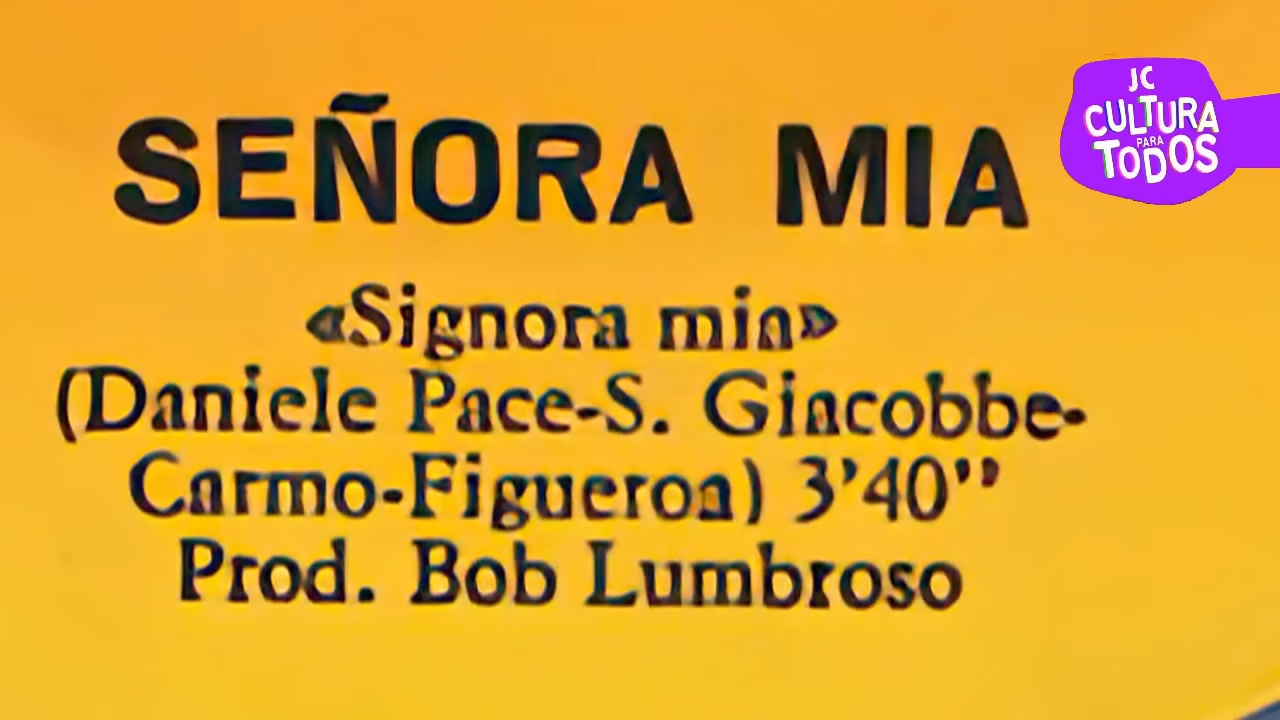 SEÑORA MIA
«Signora mia»
(Daniele Pace-S. Giacobbe-
Carmo-Figueroa) 3’40’’
Prod. Bob Lumbroso
JC
CULTURA
PARA
TODOS